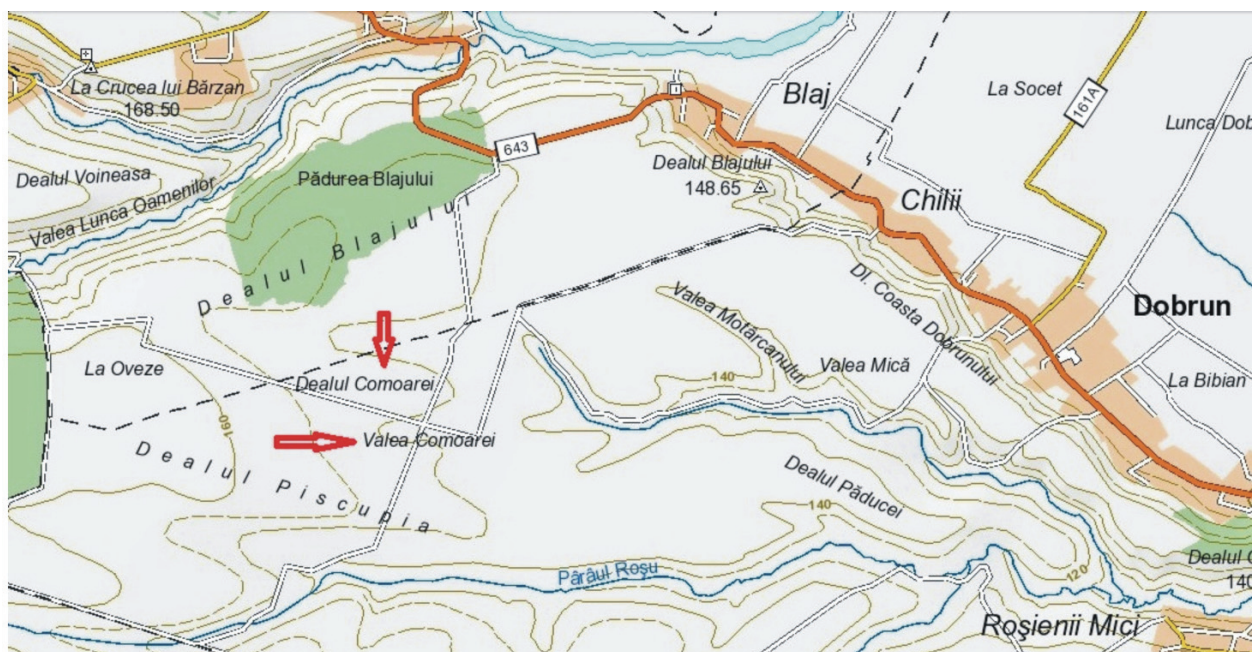 La Crucea lui Bărzan
168.50
Blaj
La Socet
161A
Lunca Dob
643
Dealul Blajului
148.65
Dealul Voineasa
Pădurea Blajului
Valea Lunca Oamenilor
Chilii
Dealul Blajului
Dl. Coasta Dobrunului
Valea Motărcanului
Dobrun
La Oveze
Dealul Comoarei
140
Valea Mică
La Bibian
160
Valea Comoarei
Dealul Piscupia
Dealul Păducei
140
Pârâul Roşu
120
Dealul
140
Roşienii Mici